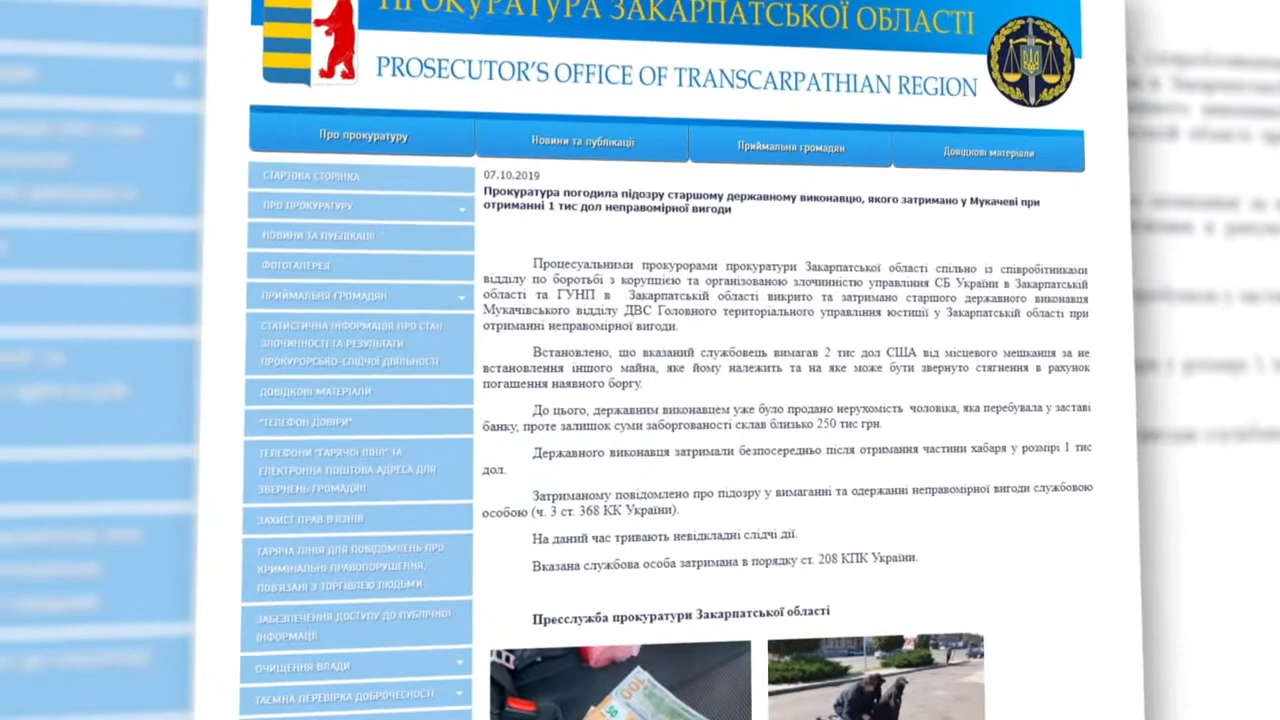 ПРОКУРАТУРА ЗАКАРПАТСЬКОЇ ОБЛАСТІ
PROSECUTOR'S OFFICE OF TRANSCARPATHIAN REGION
Про прокуратуру
Новини та публікації
Приймальня громадян
Довідкові матеріали
СТАРТОВА СТОРІНКА
ПРО ПРОКУРАТУРУ
НОВИНИ ТА ПУБЛІКАЦІЇ
ФОТОГАЛЕРЕЯ
ПРИЙМАЛЬНЯ ГРОМАДЯН
СТАТИСТИЧНА ІНФОРМАЦІЯ ПРО СТАН
ЗЛОЧИННОСТІ ТА РЕЗУЛЬТАТИ
ПРОКУРОРСЬКО-СЛІДЧОЇ ДІЯЛЬНОСТІ
ДОВІДКОВІ МАТЕРІАЛИ
"ТЕЛЕФОН ДОВІРИ"
ТЕЛЕФОНИ "ГАРЯЧОЇ ЛІНІЇ" ТА
ЕЛЕКТРОННА ПОШТОВА АДРЕСА ДЛЯ
ЗВЕРНЕНЬ ГРОМАДЯН
ЗАХИСТ ПРАВ В'ЯЗНІВ
ГАРЯЧА ЛІНІЯ ДЛЯ ПОВІДОМЛЕНЬ ПРО
КРИМІНАЛЬНІ ПРАВОПОРУШЕННЯ,
ПОВ'ЯЗАНІ З ТОРГІВЛЕЮ ЛЮДЬМИ
ЗАБЕЗПЕЧЕННЯ ДОСТУПУ ДО ПУБЛІЧНОЇ
ІНФОРМАЦІЇ
ОЧИЩЕННЯ ВЛАДИ
ТАЄМНА ПЕРЕВІРКА ДОБРОЧЕСНОСТІ
07.10.2019
Прокуратура погодила підозру старшому державному виконавцю, якого затримано у Мукачеві при
отриманні 1 тис дол неправомірної вигоди
Процесуальними прокурорами прокуратури Закарпатської області спільно із співробітниками
відділу по боротьбі з корупцією та організованою злочинністю управління СБ України в Закарпатській
області та ГУНП в Закарпатській області викрито та затримано старшого державного виконавця
Мукачівського відділу ДВС Головного територіального управління юстиції у Закарпатській області при
отриманні неправомірної вигоди.
Встановлено, що вказаний службовець вимагав 2 тис дол США від місцевого мешканця за не
встановлення іншого майна, яке йому належить та на яке може бути звернуто стягнення в рахунок
погашення наявного боргу.
До цього, державним виконавцем уже було продано нерухомість чоловіка, яка перебувала у заставі
банку, проте залишок суми заборгованості склав близько 250 тис грн.
Державного виконавця затримали безпосередньо після отримання частини хабаря у розмірі 1 тис
дол.
Затриманому повідомлено про підозру у вимаганні та одержанні неправомірної вигоди службовою
особою (ч. 3 ст. 368 КК України).
На даний час тривають невідкладні слідчі дії.
Вказана службова особа затримана в порядку ст. 208 КПК України.
Пресслужба прокуратури Закарпатської області
100